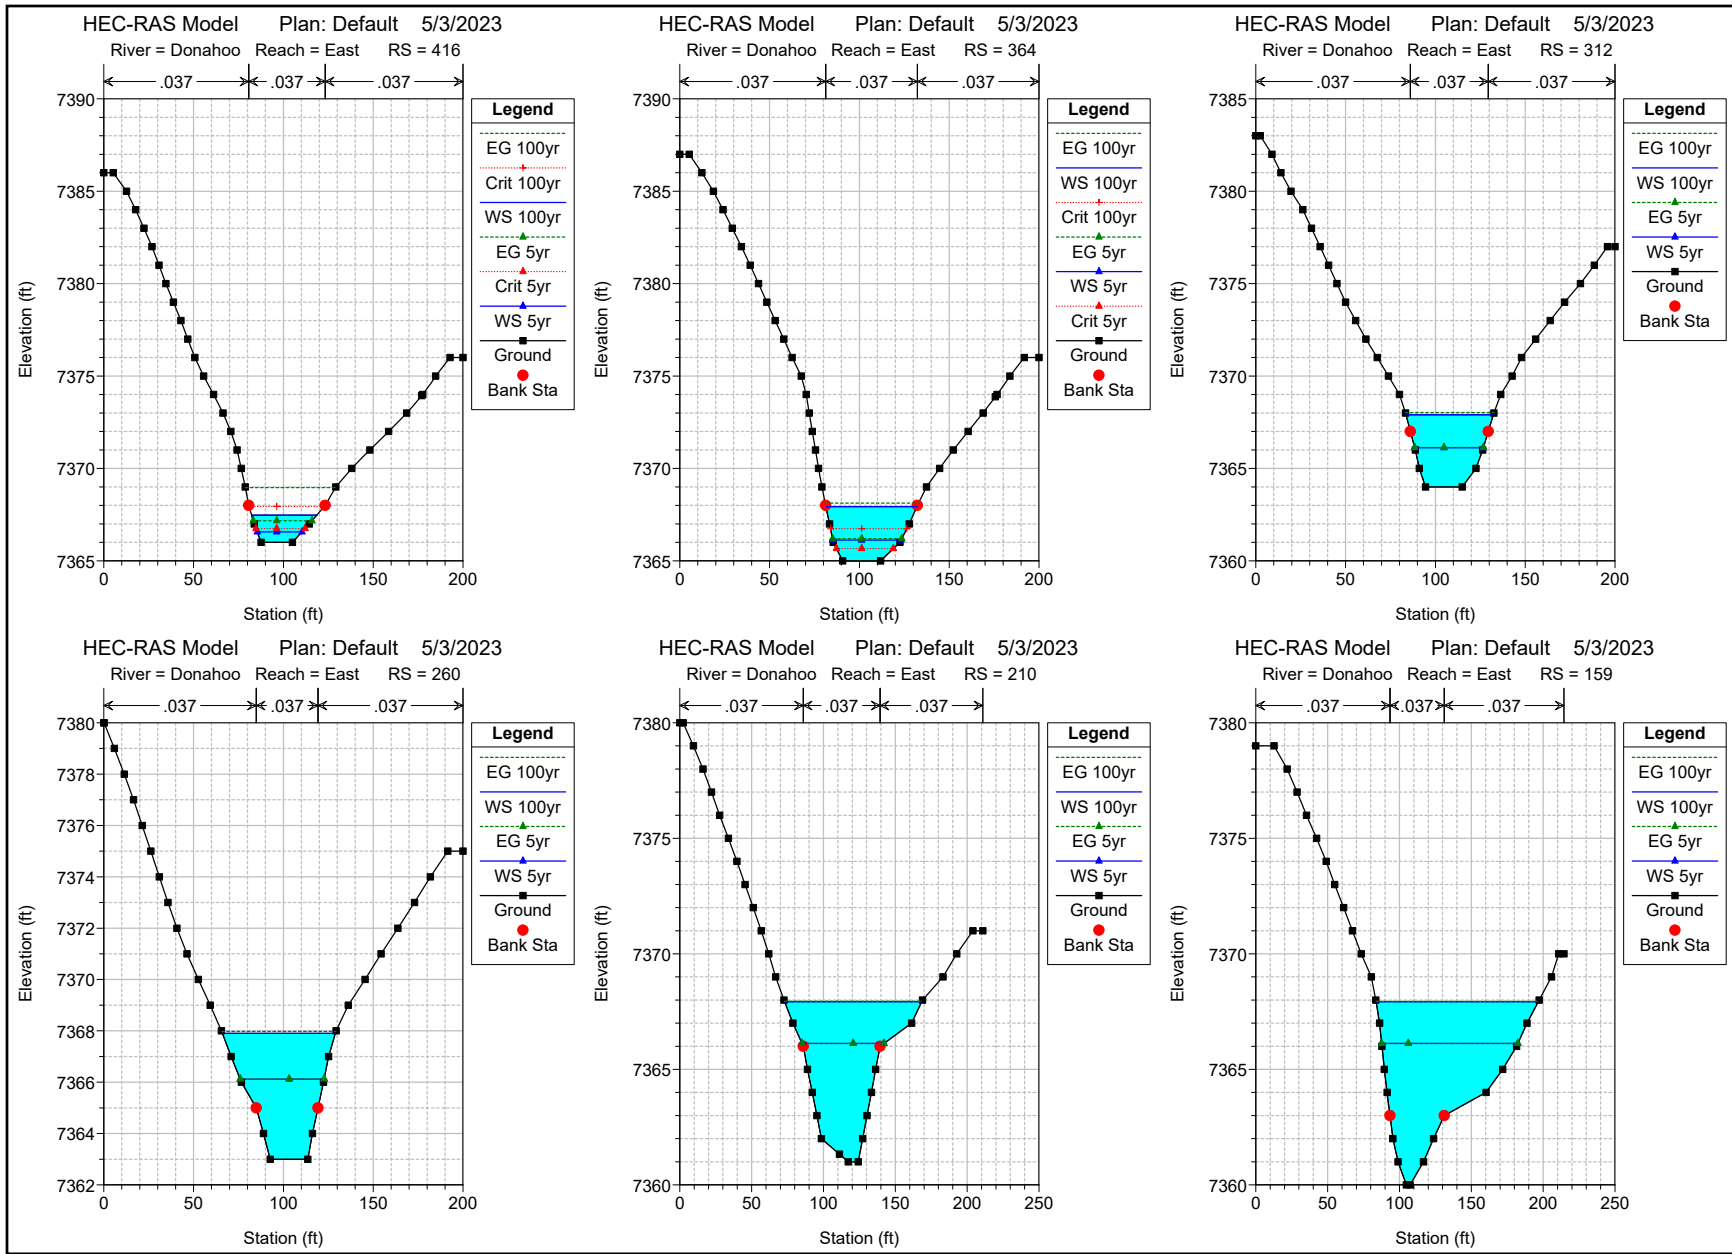 HEC-RAS Model Plan: Default 5/3/2023
River = Donahoo Reach = East RS = 416
.037 .037 .037
7390
7385
7380
7375
7370
7365
0 50 100 150 200
Station (ft)
Elevation (ft)
Legend
EG 100yr
Crit 100yr
WS 100yr
EG 5yr
Crit 5yr
WS 5yr
Ground
Bank Sta
HEC-RAS Model Plan: Default 5/3/2023
River = Donahoo Reach = East RS = 364
.037 .037 .037
7390
7385
7380
7375
7370
7365
0 50 100 150 200
Station (ft)
Elevation (ft)
Legend
EG 100yr
WS 100yr
Crit 100yr
EG 5yr
WS 5yr
Crit 5yr
Ground
Bank Sta
HEC-RAS Model Plan: Default 5/3/2023
River = Donahoo Reach = East RS = 312
.037 .037 .037
7385
7380
7375
7370
7365
7360
0 50 100 150 200
Station (ft)
Elevation (ft)
Legend
EG 100yr
WS 100yr
EG 5yr
WS 5yr
Ground
Bank Sta
HEC-RAS Model Plan: Default 5/3/2023
River = Donahoo Reach = East RS = 260
.037 .037 .037
7380
7378
7376
7374
7372
7370
7368
7366
7364
7362
0 50 100 150 200
Station (ft)
Elevation (ft)
Legend
EG 100yr
WS 100yr
EG 5yr
WS 5yr
Ground
Bank Sta
HEC-RAS Model Plan: Default 5/3/2023
River = Donahoo Reach = East RS = 210
.037 .037 .037
7380
7375
7370
7365
7360
0 50 100 150 200 250
Station (ft)
Elevation (ft)
Legend
EG 100yr
WS 100yr
EG 5yr
WS 5yr
Ground
Bank Sta
HEC-RAS Model Plan: Default 5/3/2023
River = Donahoo Reach = East RS = 159
.037 .037 .037
7380
7375
7370
7365
7360
0 50 100 150 200 250
Station (ft)
Elevation (ft)
Legend
EG 100yr
WS 100yr
EG 5yr
WS 5yr
Ground
Bank Sta